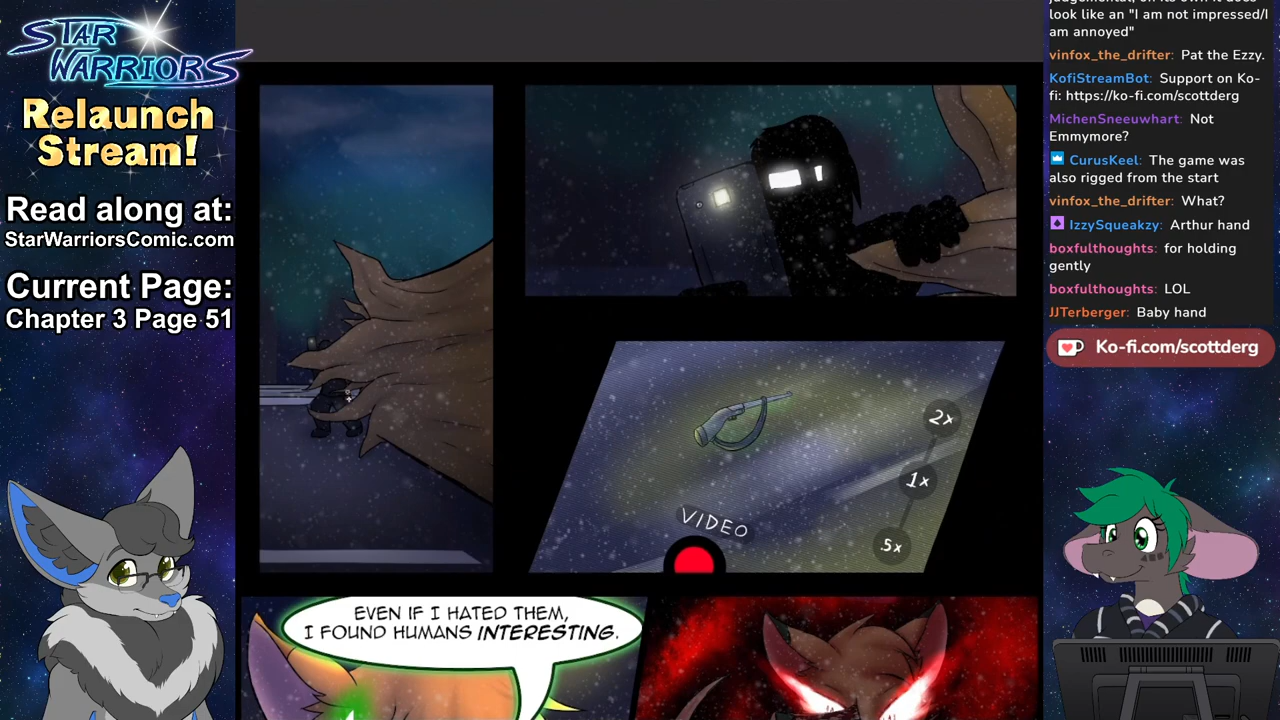 STAR
WARRIORS
Relaunch
Stream!
Read along at:
StarWarriorsComic.com
Current Page:
Chapter 3 Page 51
2x
1x
.5x
VIDEO
EVEN IF I HATED THEM,
I FOUND HUMANS INTERESTING.
look like an "I am not impressed/I
am annoyed"
vinfox_the_drifter: Pat the Ezzy.
KofiStreamBot: Support on Ko-
fi: https://ko-fi.com/scottderg
MichenSneeuwhart: Not
Emmymore?
CurusKeel: The game was
also rigged from the start
vinfox_the_drifter: What?
IzzySqueakzy: Arthur hand
boxfulthoughts: for holding
gently
boxfulthoughts: LOL
JJTerberger: Baby hand
Ko-fi.com/scottderg